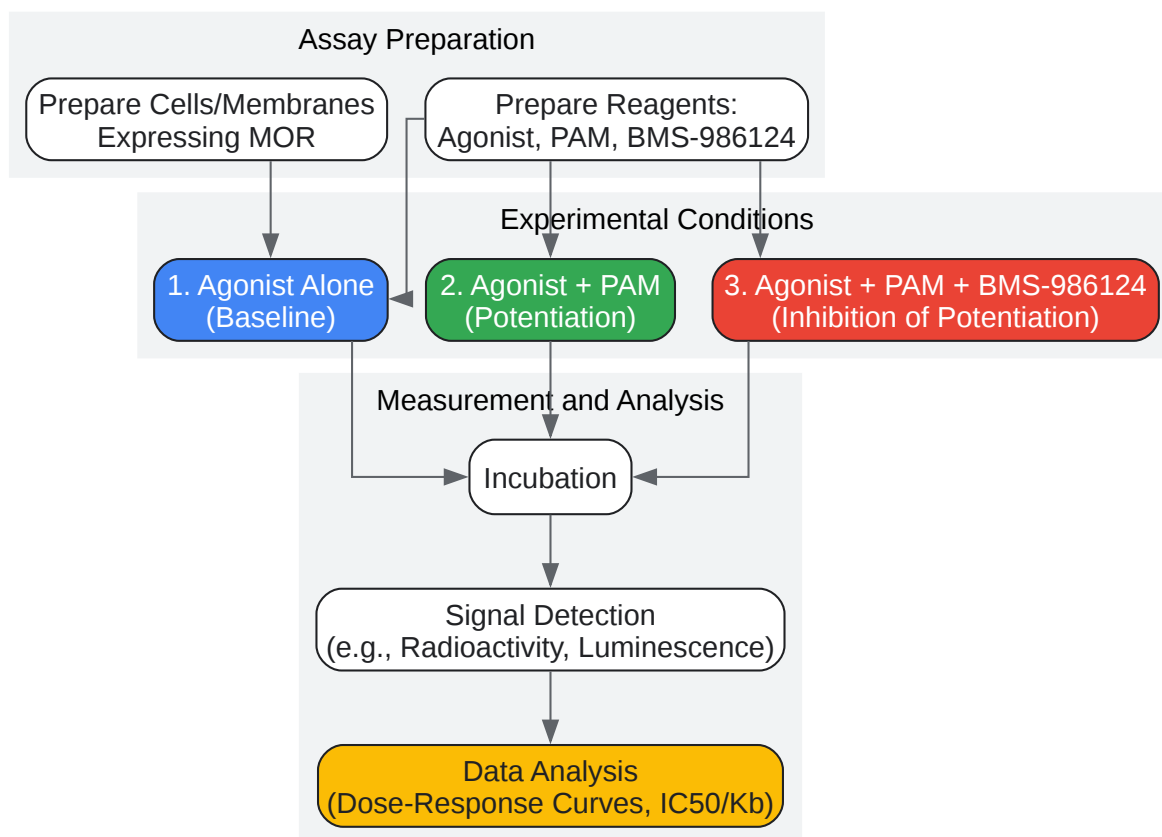 Assay Preparation
Prepare Cells/Membranes
Expressing MOR
Prepare Reagents:
Agonist, PAM, BMS-986124
Experimental Conditions
1. Agonist Alone
(Baseline)
2. Agonist + PAM
(Potentiation)
3. Agonist + PAM + BMS-986124
(Inhibition of Potentiation)
Measurement and Analysis
Incubation
Signal Detection
(e.g., Radioactivity, Luminescence)
Data Analysis
(Dose-Response Curves, IC50/Kb)